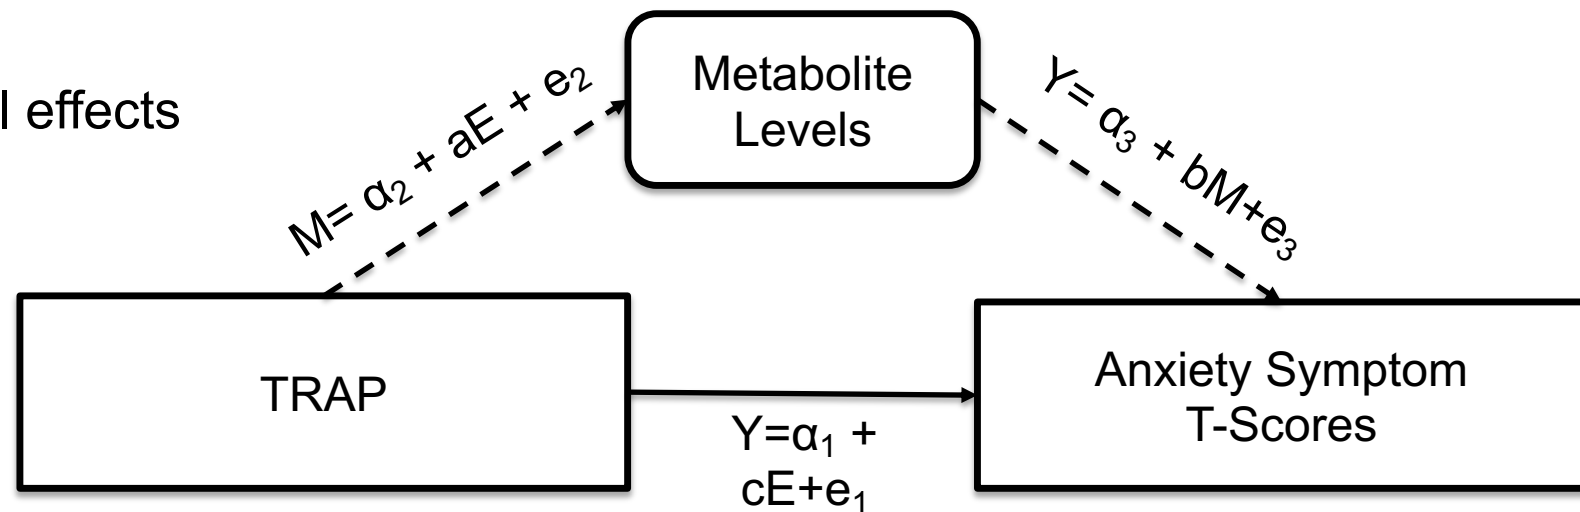 l effects
M= α₂ + aE + e₂
Metabolite
Levels
Y= α₃ + bM+e₃
TRAP
Y=α₁ +
cE+e₁
Anxiety Symptom
T-Scores